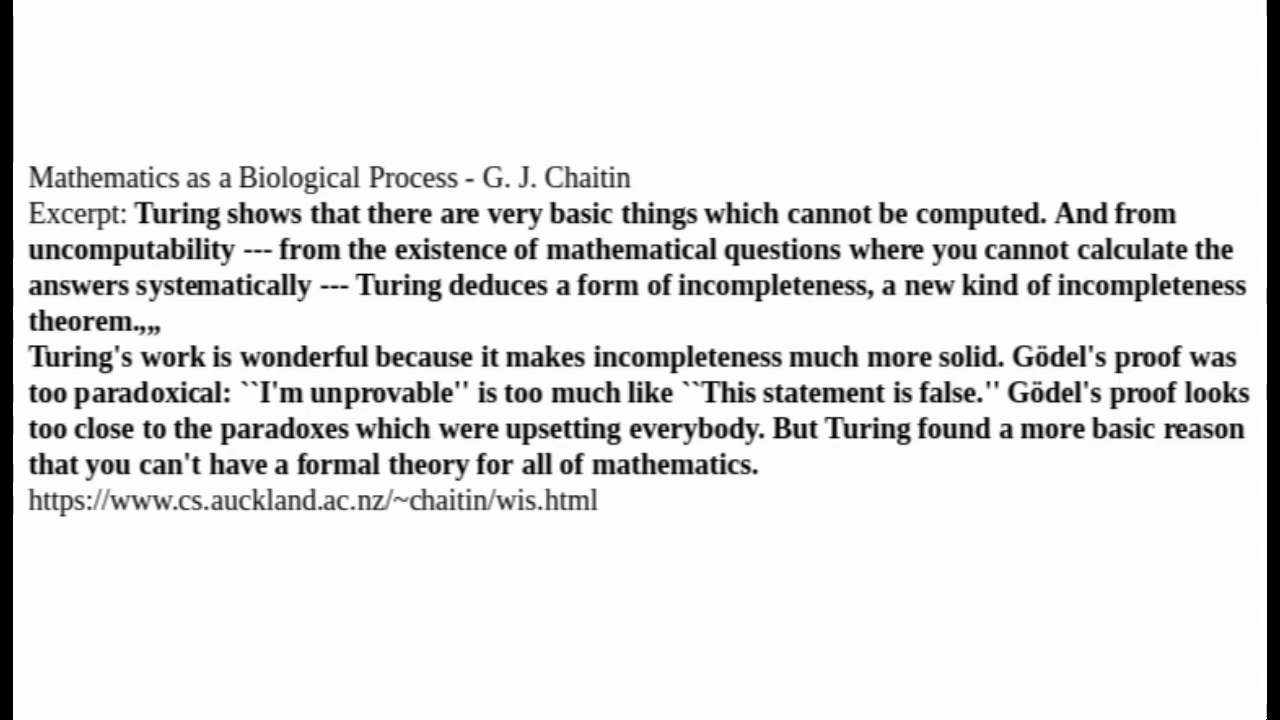 Mathematics as a Biological Process - G. J. Chaitin
Excerpt: Turing shows that there are very basic things which cannot be computed. And from
uncomputability --- from the existence of mathematical questions where you cannot calculate the
answers systematically --- Turing deduces a form of incompleteness, a new kind of incompleteness
theorem.,,,
Turing's work is wonderful because it makes incompleteness much more solid. Gödel's proof was
too paradoxical: ``I'm unprovable'' is too much like ``This statement is false.'' Gödel's proof looks
too close to the paradoxes which were upsetting everybody. But Turing found a more basic reason
that you can't have a formal theory for all of mathematics.
https://www.cs.auckland.ac.nz/~chaitin/wis.html